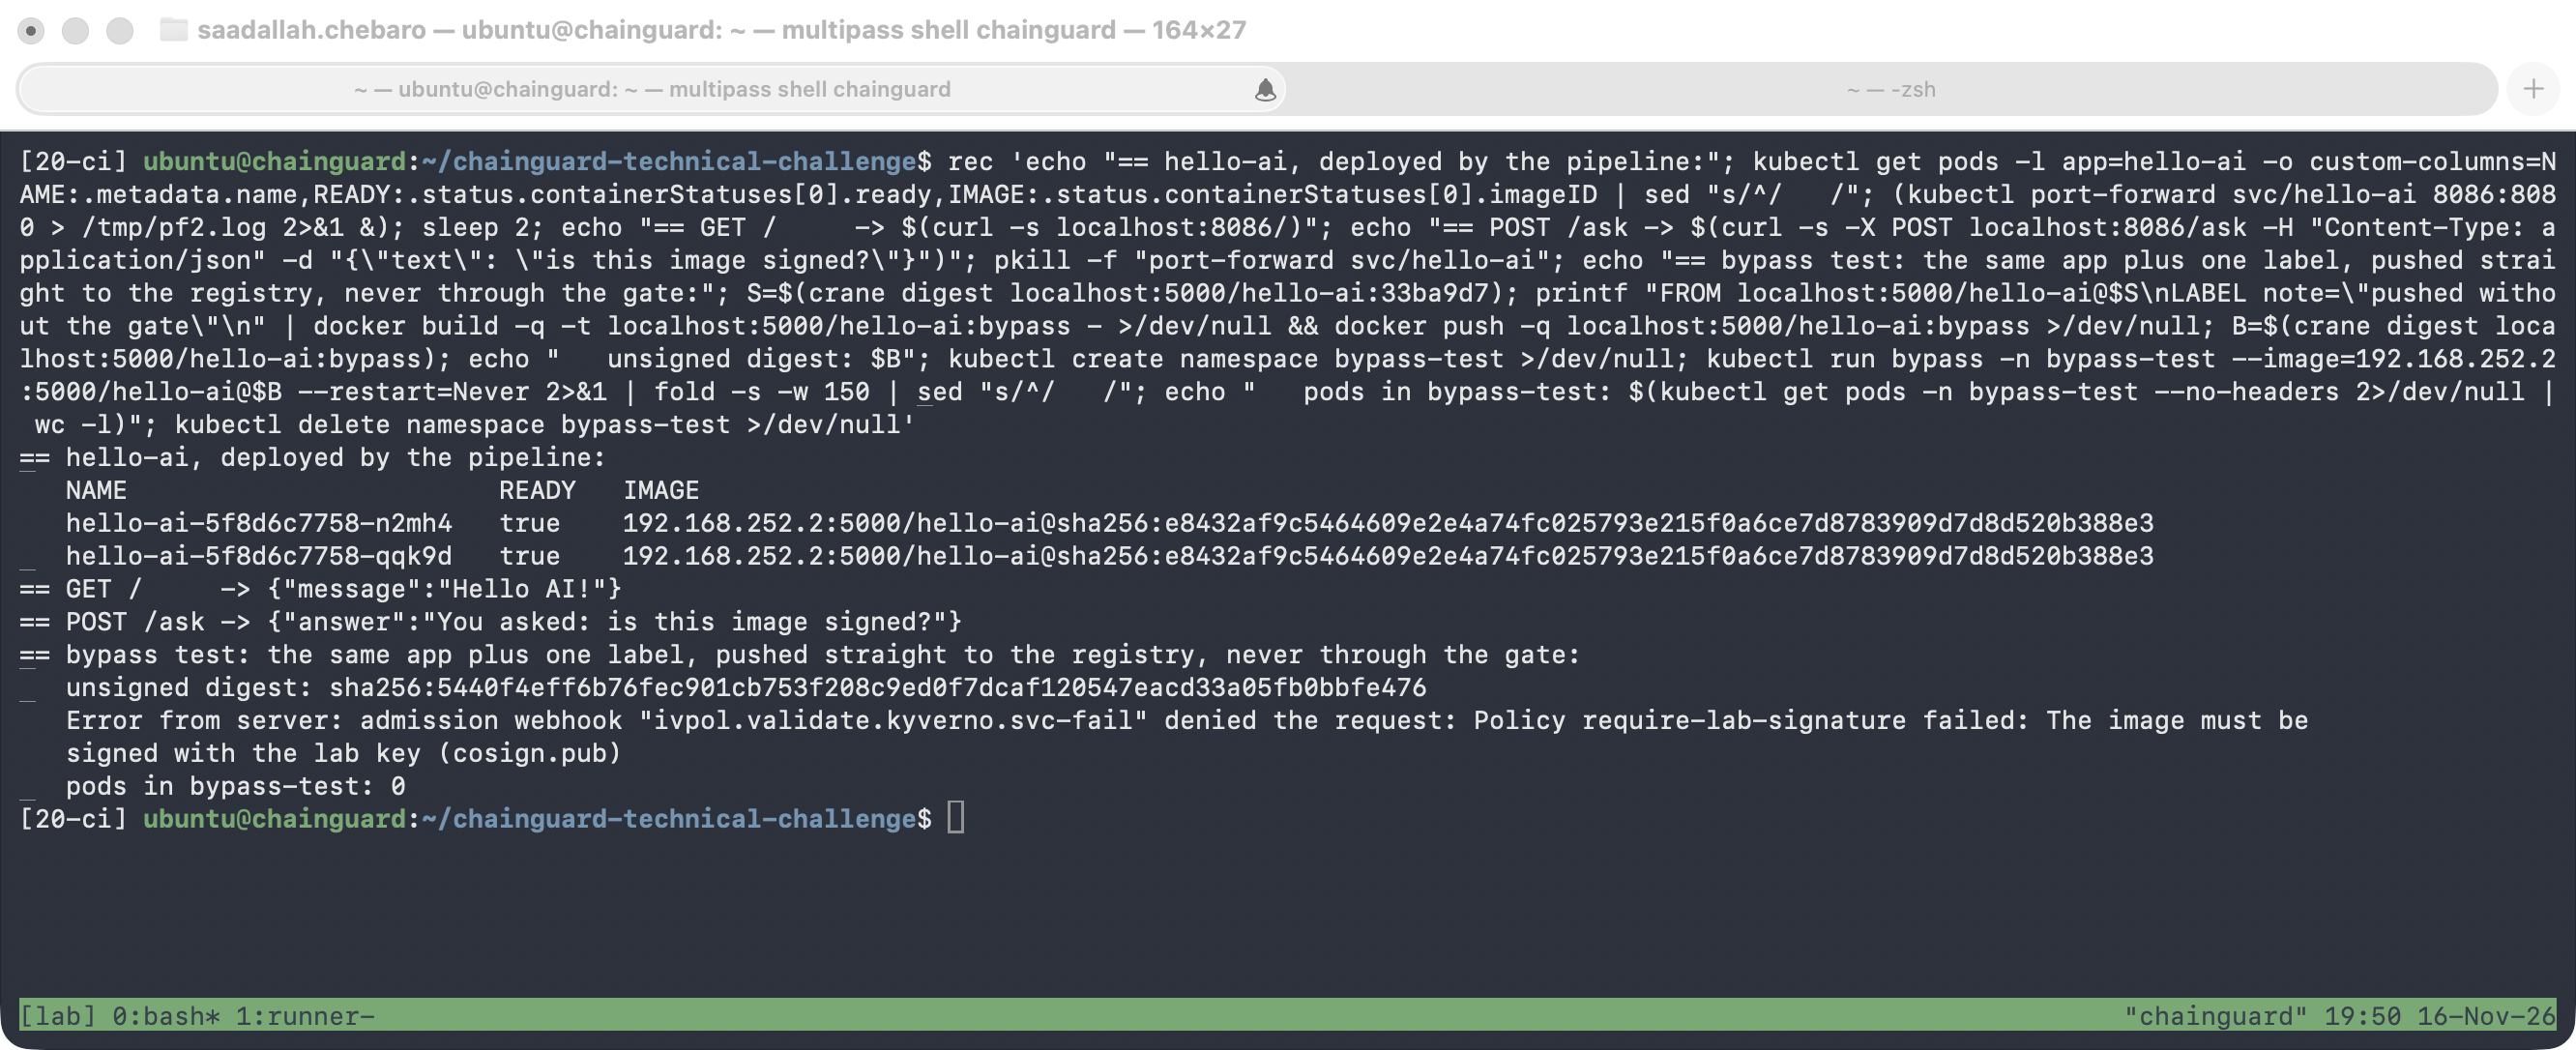 saadallah.chebaro — ubuntu@chainguard: ~ — multipass shell chainguard — 164×27
~ — ubuntu@chainguard: ~ — multipass shell chainguard
~ — -zsh
[20-ci] ubuntu@chainguard:~/chainguard-technical-challenge$ rec 'echo "== hello-ai, deployed by the pipeline:"; kubectl get pods -l app=hello-ai -o custom-columns=N
AME:.metadata.name,READY:.status.containerStatuses[0].ready,IMAGE:.status.containerStatuses[0].imageID | sed "s/^/   /"; (kubectl port-forward svc/hello-ai 8086:808
0 > /tmp/pf2.log 2>&1 &); sleep 2; echo "== GET /     -> $(curl -s localhost:8086/)"; echo "== POST /ask -> $(curl -s -X POST localhost:8086/ask -H "Content-Type: a
pplication/json" -d "{\"text\": \"is this image signed?\"}")"; pkill -f "port-forward svc/hello-ai"; echo "== bypass test: the same app plus one label, pushed strai
ght to the registry, never through the gate:"; S=$(crane digest localhost:5000/hello-ai:33ba9d7); printf "FROM localhost:5000/hello-ai@$S\nLABEL note=\"pushed witho
ut the gate\"\n" | docker build -q -t localhost:5000/hello-ai:bypass - >/dev/null && docker push -q localhost:5000/hello-ai:bypass >/dev/null; B=$(crane digest loca
lhost:5000/hello-ai:bypass); echo "   unsigned digest: $B"; kubectl create namespace bypass-test >/dev/null; kubectl run bypass -n bypass-test --image=192.168.252.2
:5000/hello-ai@$B --restart=Never 2>&1 | fold -s -w 150 | sed "s/^/   /"; echo "   pods in bypass-test: $(kubectl get pods -n bypass-test --no-headers 2>/dev/null |
 wc -l)"; kubectl delete namespace bypass-test >/dev/null'
== hello-ai, deployed by the pipeline:
   NAME                        READY   IMAGE
   hello-ai-5f8d6c7758-n2mh4   true    192.168.252.2:5000/hello-ai@sha256:e8432af9c5464609e2e4a74fc025793e215f0a6ce7d8783909d7d8d520b388e3
   hello-ai-5f8d6c7758-qqk9d   true    192.168.252.2:5000/hello-ai@sha256:e8432af9c5464609e2e4a74fc025793e215f0a6ce7d8783909d7d8d520b388e3
== GET /     -> {"message":"Hello AI!"}
== POST /ask -> {"answer":"You asked: is this image signed?"}
== bypass test: the same app plus one label, pushed straight to the registry, never through the gate:
   unsigned digest: sha256:5440f4eff6b76fec901cb753f208c9ed0f7dcaf120547eacd33a05fb0bbfe476
   Error from server: admission webhook "ivpol.validate.kyverno.svc-fail" denied the request: Policy require-lab-signature failed: The image must be
   signed with the lab key (cosign.pub)
   pods in bypass-test: 0
[20-ci] ubuntu@chainguard:~/chainguard-technical-challenge$
[lab] 0:bash* 1:runner-    "chainguard" 19:50 16-Nov-26